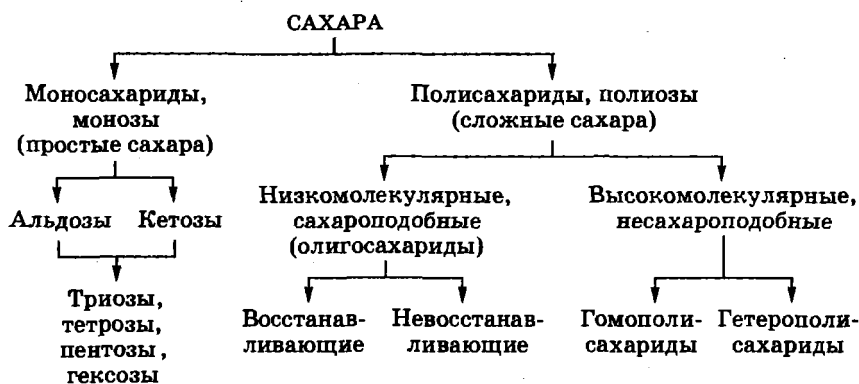 САХАРА
Моносахариды,
монозы
(простые сахара)
Полисахариды, полиозы
(сложные сахара)
Альдозы
Кетозы
Низкомолекулярные,
сахароподобные
(олигосахариды)
Высокомолекулярные,
несахароподобные
Триозы,
тетрозы,
пентозы,
гексозы
Восстанав-
ливающие
Невосстанав-
ливающие
Гомополи-
сахариды
Гетерополи-
сахариды